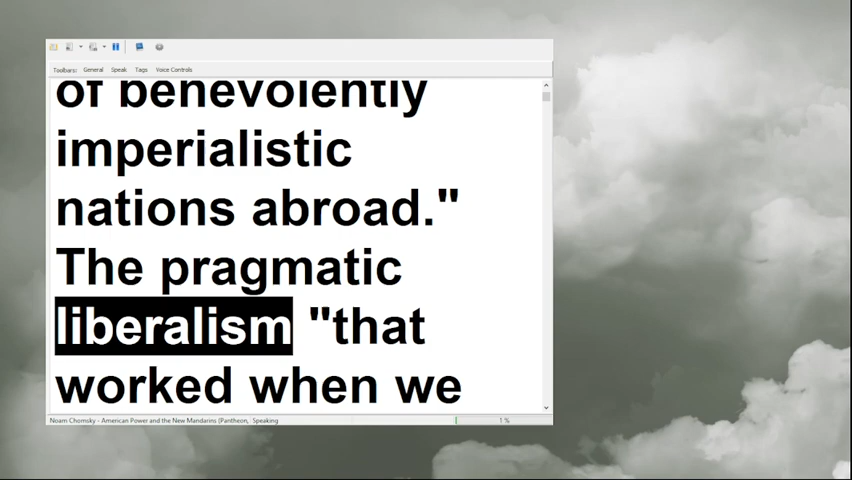 Toolbars: General Speak Tags Voice Controls
of benevolently
imperialistic
nations abroad."
The pragmatic
liberalism "that
worked when we
Noam Chomsky - American Power and the New Mandarins (Pantheon, Speaking 1 %